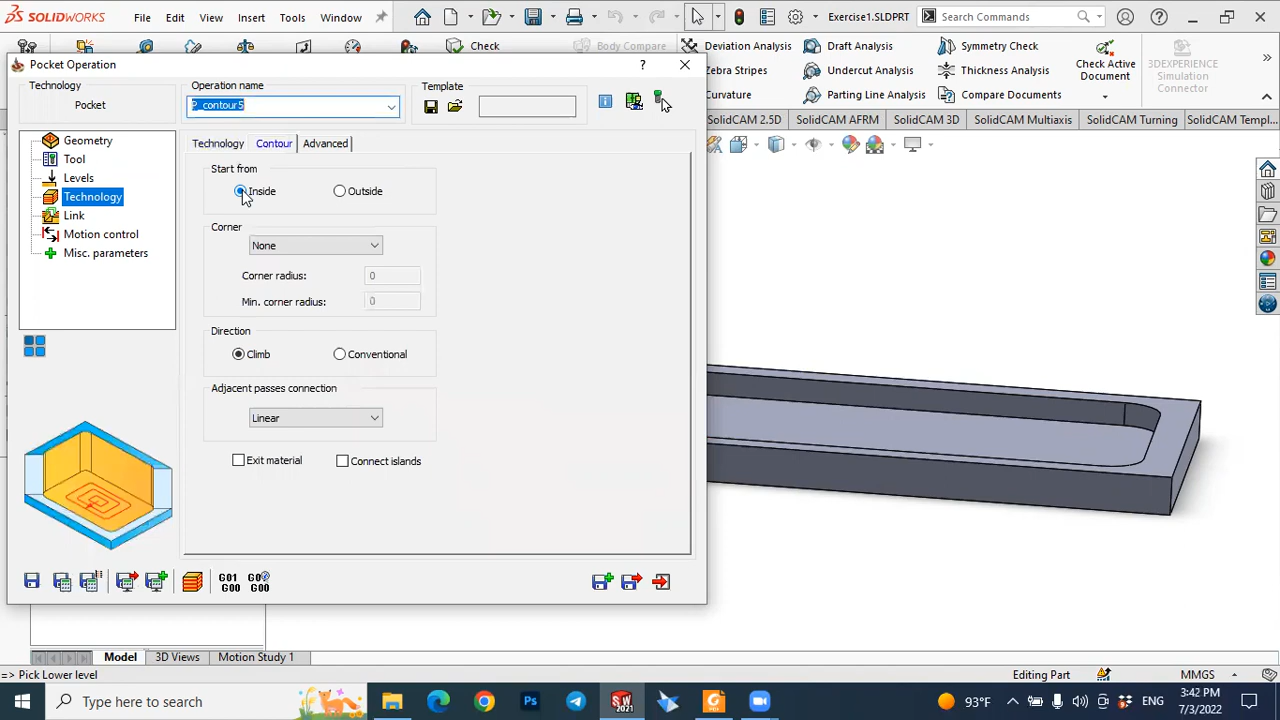 SOLIDWORKS File Edit View Insert Tools Window Exercise1.SLDPRT Search Commands
Check Body Compare
Deviation Analysis Draft Analysis Symmetry Check
Zebra Stripes Undercut Analysis Thickness Analysis
Curvature Parting Line Analysis Compare Documents
Check Active Document
3DEXPERIENCE
SolidCAM 2.5D SolidCAM AFRM SolidCAM 3D SolidCAM Multiaxis SolidCAM Turning SolidCAM Templ...
Pocket Operation
Technology
Pocket
Operation name
P_contour5
Template
Geometry
Tool
Levels
Technology
Link
Motion control
Misc. parameters
Technology Contour Advanced
Start from
Inside Outside
Corner
None
Corner radius: 0
Min. corner radius: 0
Direction
Climb Conventional
Adjacent passes connection
Linear
Exit material Connect islands
G01 G00
Model 3D Views Motion Study 1
=> Pick Lower level
Editing Part
MMGS
Type here to search
Ps
SW 2021
93°F
ENG
3:42 PM
7/3/2022